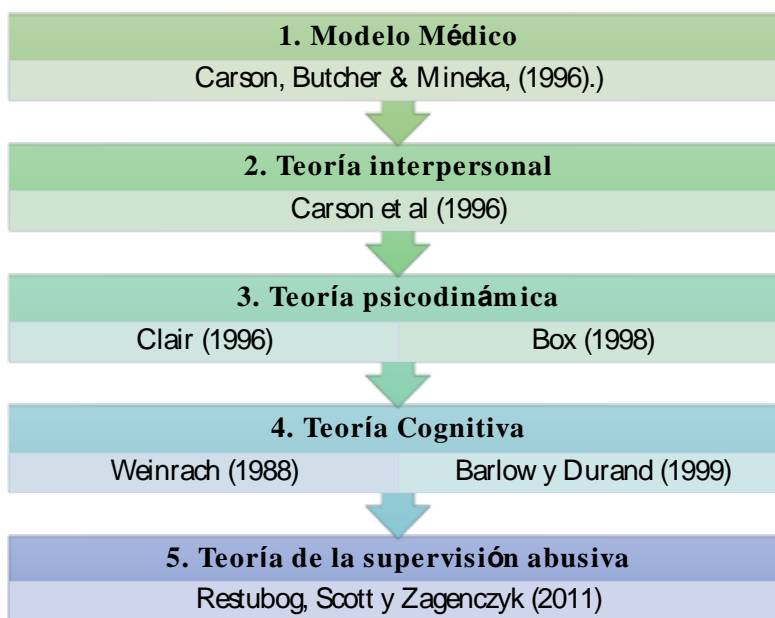 1. Modelo Médico
Carson, Butcher & Mineka, (1996).)
2. Teoría interpersonal
Carson et al (1996)
3. Teoría psicodinámica
Clair (1996)
Box (1998)
4. Teoría Cognitiva
Weinrach (1988)
Barlow y Durand (1999)
5. Teoría de la supervisión abusiva
Restubog, Scott y Zagenczyk (2011)